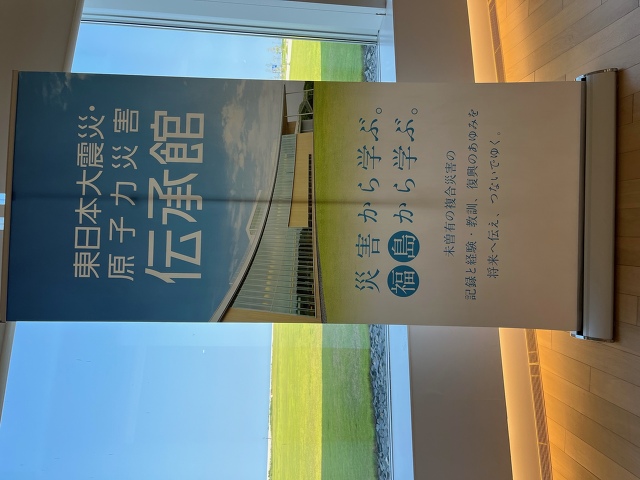 東日本大震災・
原子力災害
伝承館
災害から学ぶ。
福島から学ぶ。
未曽有の複合災害の
記録と経験・教訓、復興のあゆみを
将来へ伝え、つないでゆく。